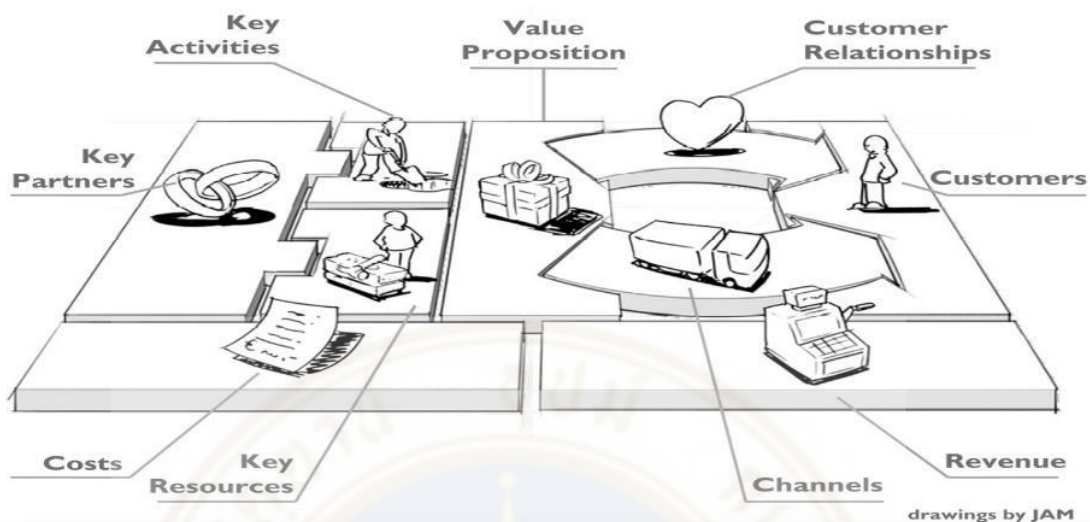 Key
Activities
Value
Proposition
Customer
Relationships
Key
Partners
Customers
Costs
Key
Resources
Channels
Revenue
drawings by JAM